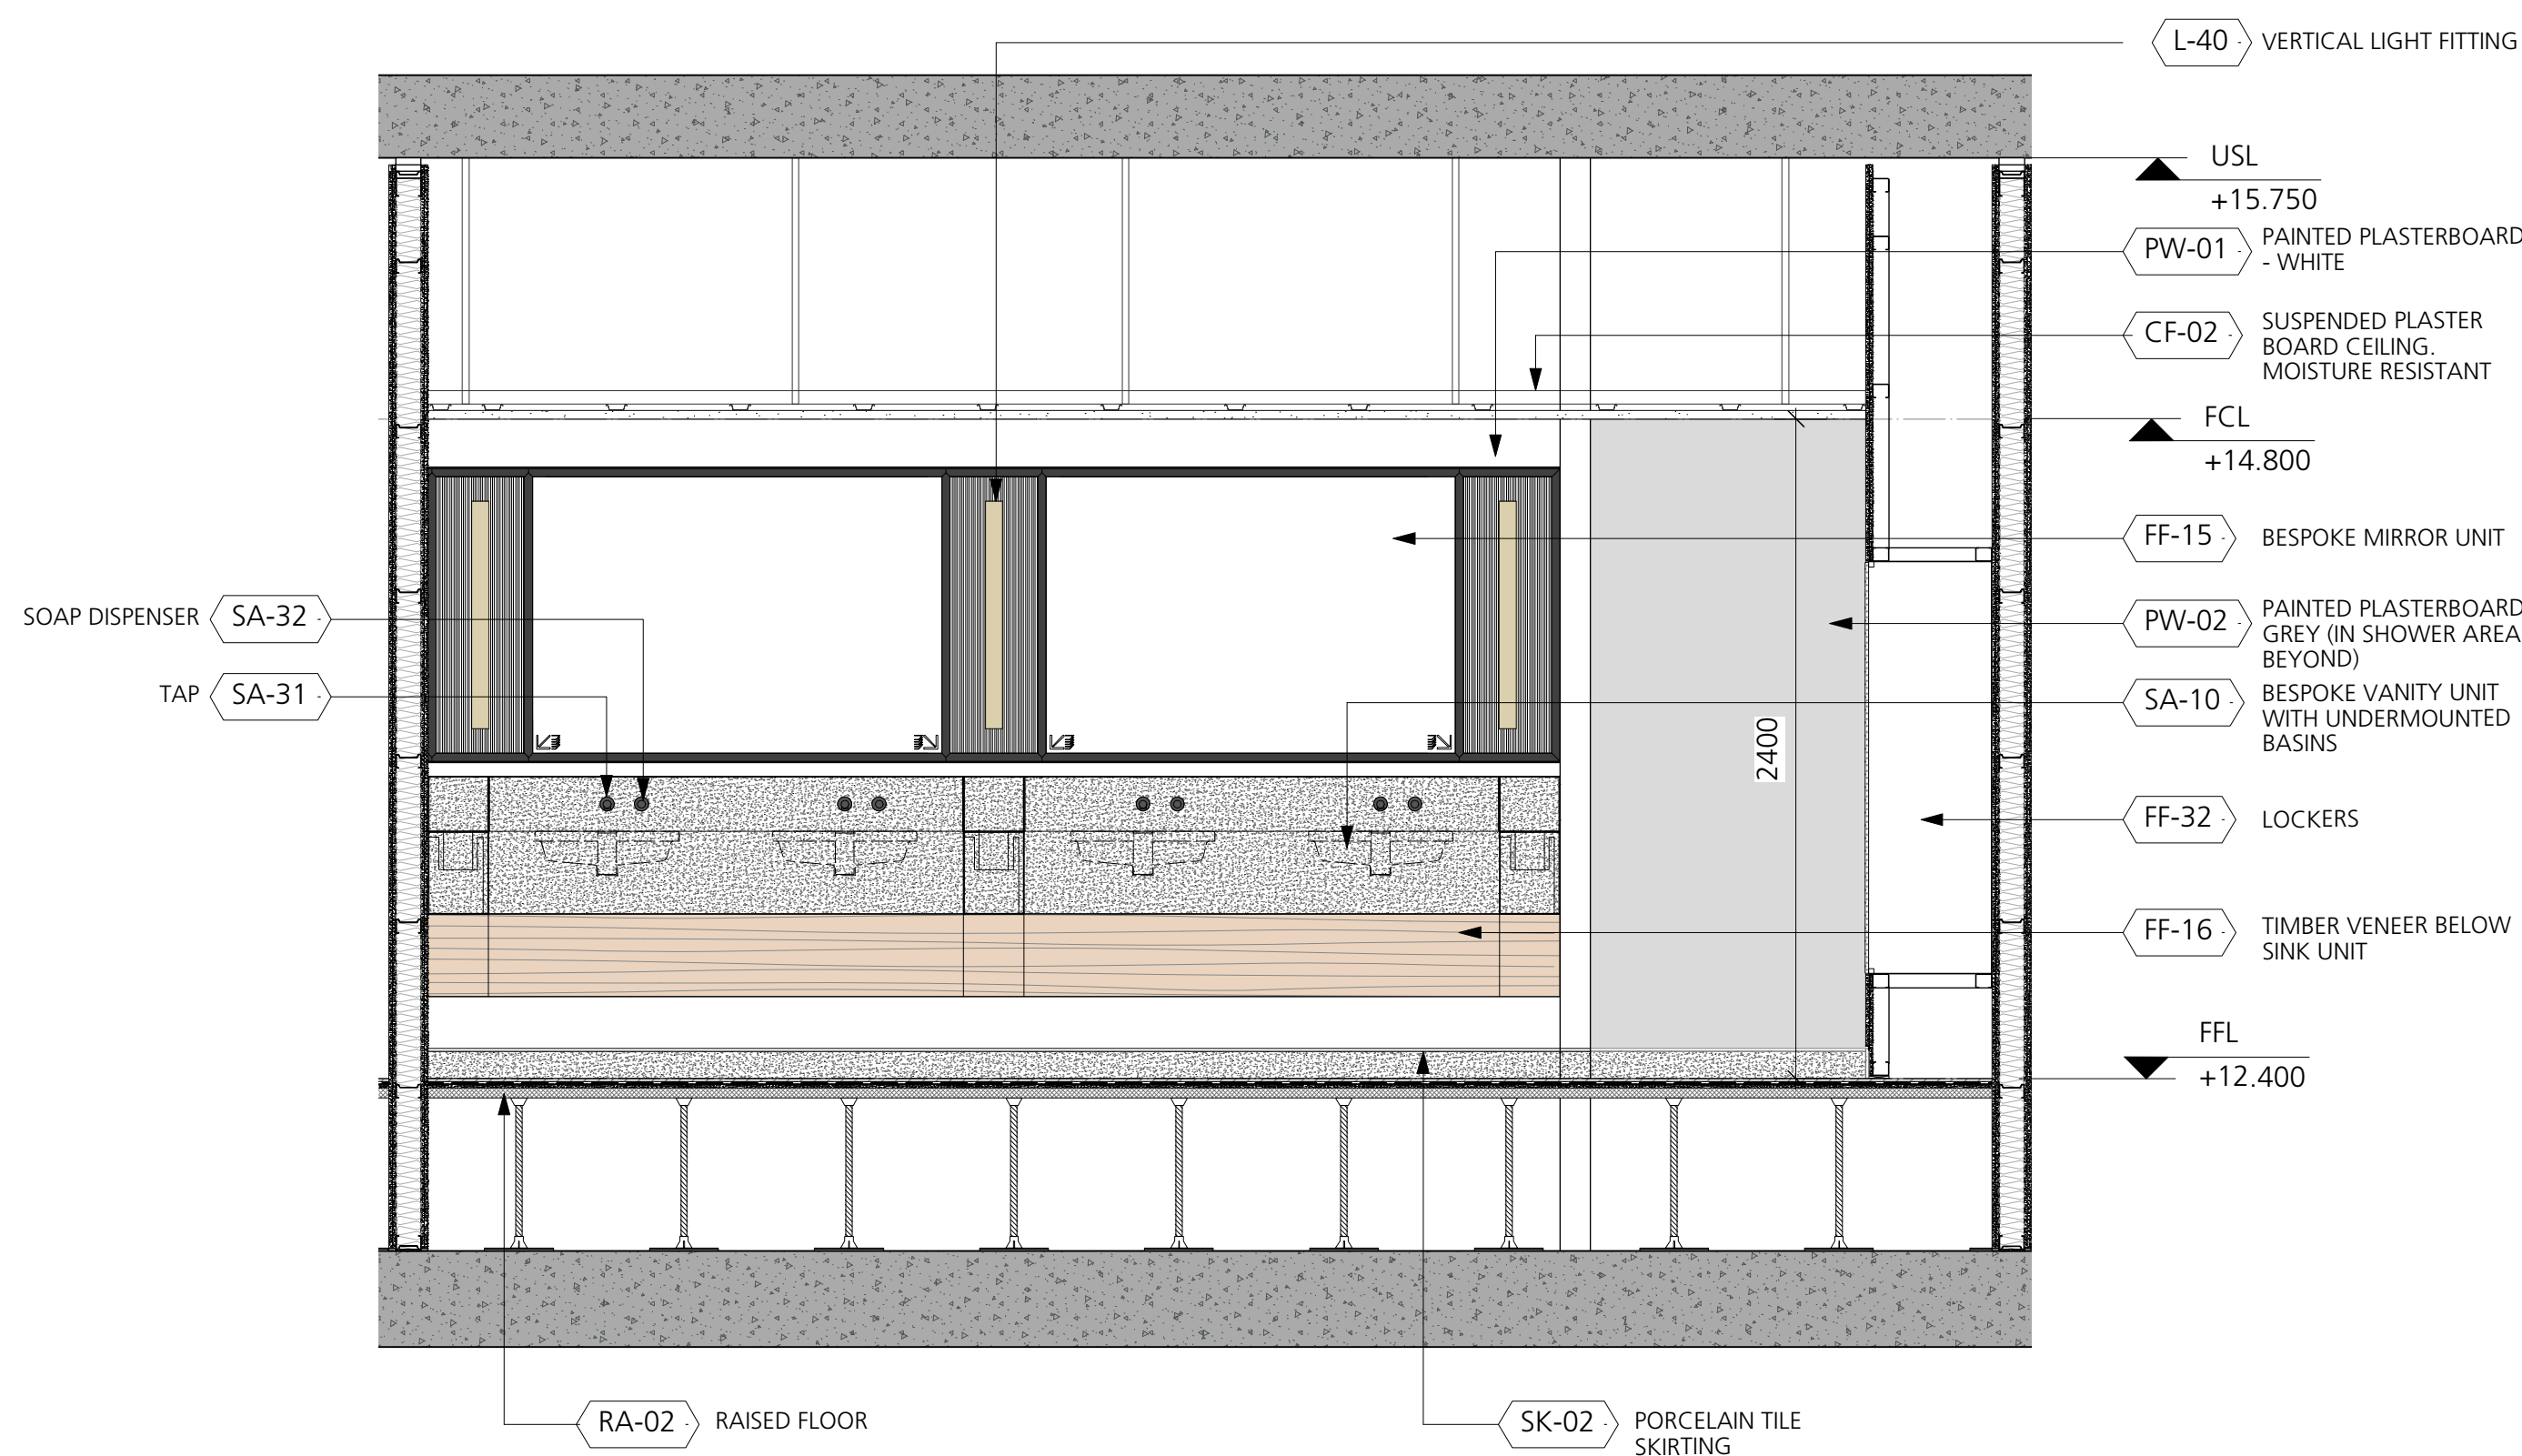 L-40 VERTICAL LIGHT FITTING
USL
+15.750
PW-01 PAINTED PLASTERBOARD
- WHITE
CF-02 SUSPENDED PLASTER
BOARD CEILING.
MOISTURE RESISTANT
FCL
+14.800
FF-15 BESPOKE MIRROR UNIT
SOAP DISPENSER SA-32
PW-02 PAINTED PLASTERBOARD
GREY (IN SHOWER AREA
BEYOND)
TAP SA-31
SA-10 BESPOKE VANITY UNIT
WITH UNDERMOUNTED
BASINS
2400
FF-32 LOCKERS
FF-16 TIMBER VENEER BELOW
SINK UNIT
FFL
+12.400
RA-02 RAISED FLOOR
SK-02 PORCELAIN TILE
SKIRTING